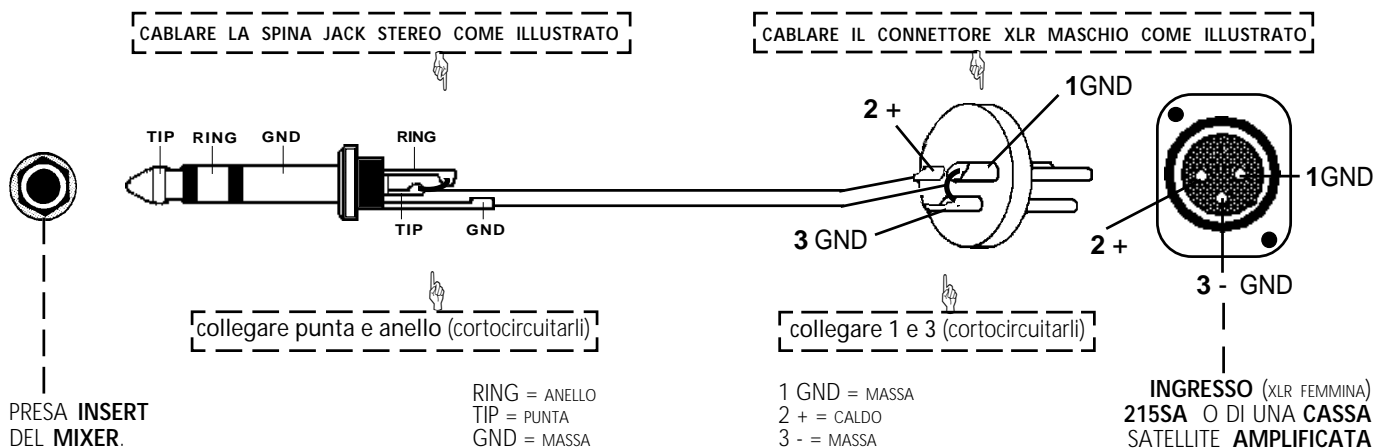 CABLARE LA SPINA JACK STEREO COME ILLUSTRATO
CABLARE IL CONNETTORE XLR MASCHIO COME ILLUSTRATO
TIP RING GND RING
TIP GND
2 +
1GND
3 GND
1GND
2 +
3 - GND
collegare punta e anello (cortocircuitarli)
collegare 1 e 3 (cortocircuitarli)
PRESA INSERT
DEL MIXER.
RING = ANELLO
TIP = PUNTA
GND = MASSA
1 GND = MASSA
2 + = CALDO
3 - = MASSA
INGRESSO (XLR FEMMINA)
215SA O DI UNA CASSA
SATELLITE AMPLIFICATA